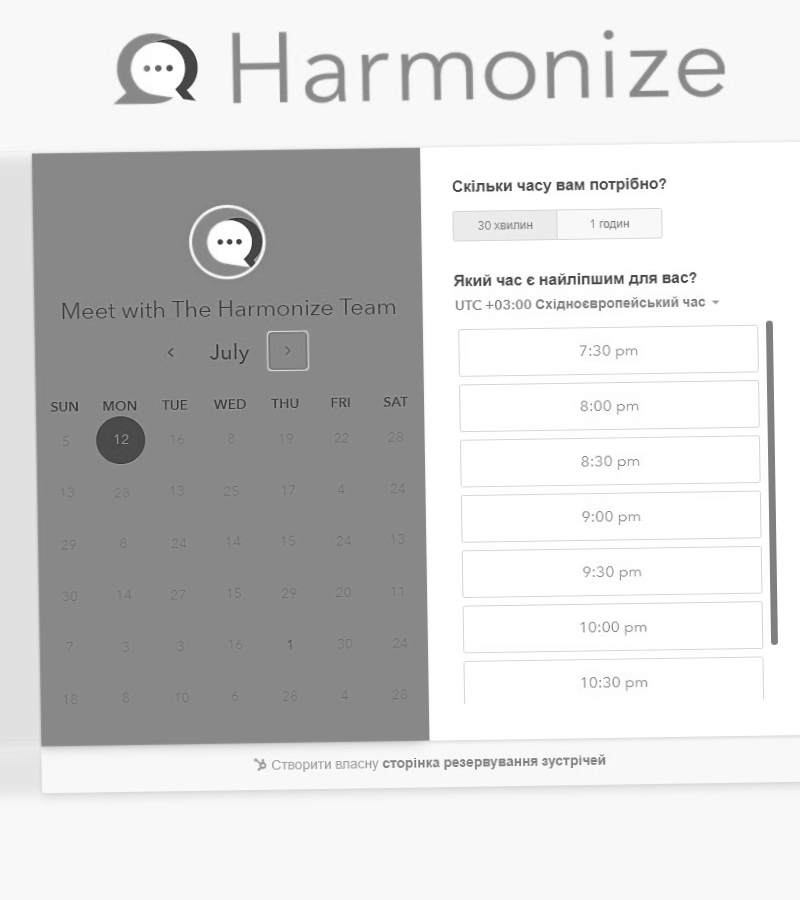 Harmonize
Meet with The Harmonize Team
July
SUN MON TUE WED THU FRI SAT
5 12 16 8 19 22 28
13 28 13 25 17 4 24
29 8 24 14 15 24 13
30 14 27 15 29 20 11
7 3 3 16 1 30 24
18 8 10 6 28 4 28
Скільки часу вам потрібно?
30 хвилин 1 годин
Який час є найліпшим для вас?
UTC +03:00 Східноєвропейський час
7:30 pm
8:00 pm
8:30 pm
9:00 pm
9:30 pm
10:00 pm
10:30 pm
Створити власну сторінка резервування зустрічей